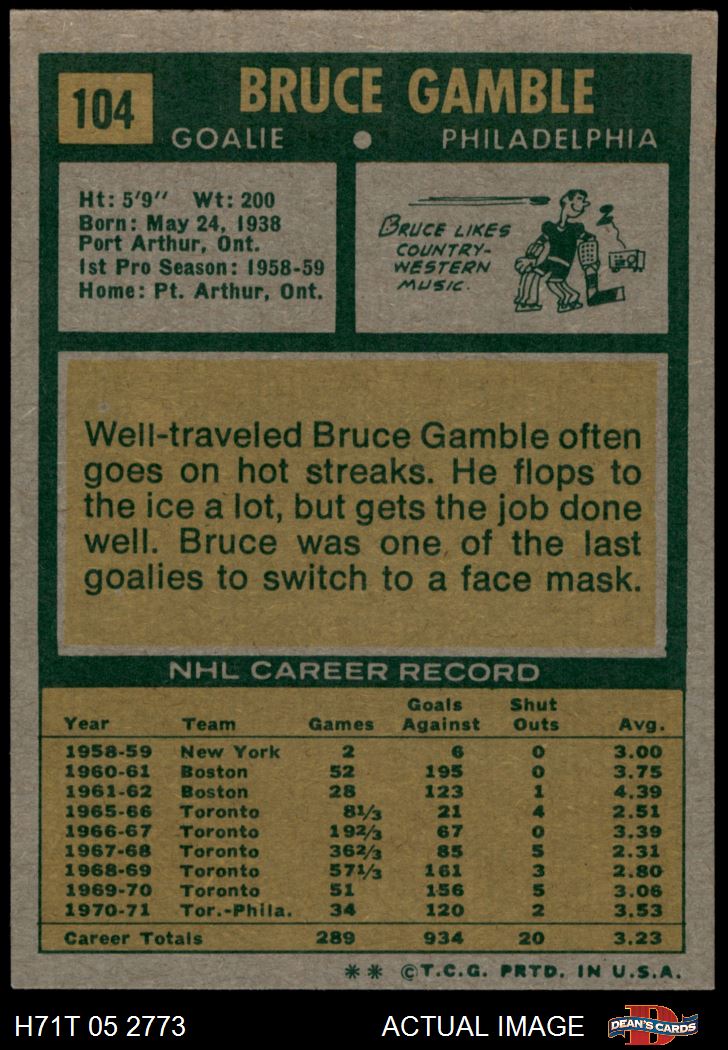 104
BRUCE GAMBLE
GOALIE • PHILADELPHIA
Ht: 5'9" Wt: 200
Born: May 24, 1938
Port Arthur, Ont.
1st Pro Season: 1958-59
Home: Pt. Arthur, Ont.
BRUCE LIKES
COUNTRY-
WESTERN
MUSIC.
Well-traveled Bruce Gamble often
goes on hot streaks. He flops to
the ice a lot, but gets the job done
well. Bruce was one of the last
goalies to switch to a face mask.
NHL CAREER RECORD
Goals Shut
Year Team Games Against Outs Avg.
1958-59 New York 2 6 0 3.00
1960-61 Boston 52 195 0 3.75
1961-62 Boston 28 123 1 4.39
1965-66 Toronto 81/3 21 4 2.51
1966-67 Toronto 192/3 67 0 3.39
1967-68 Toronto 362/3 85 5 2.31
1968-69 Toronto 571/3 161 3 2.80
1969-70 Toronto 51 156 5 3.06
1970-71 Tor.-Phila. 34 120 2 3.53
Career Totals 289 934 20 3.23
** ©T.C.G. PRTD. IN U.S.A.
H71T 05 2773 ACTUAL IMAGE DEAN'S CARDS